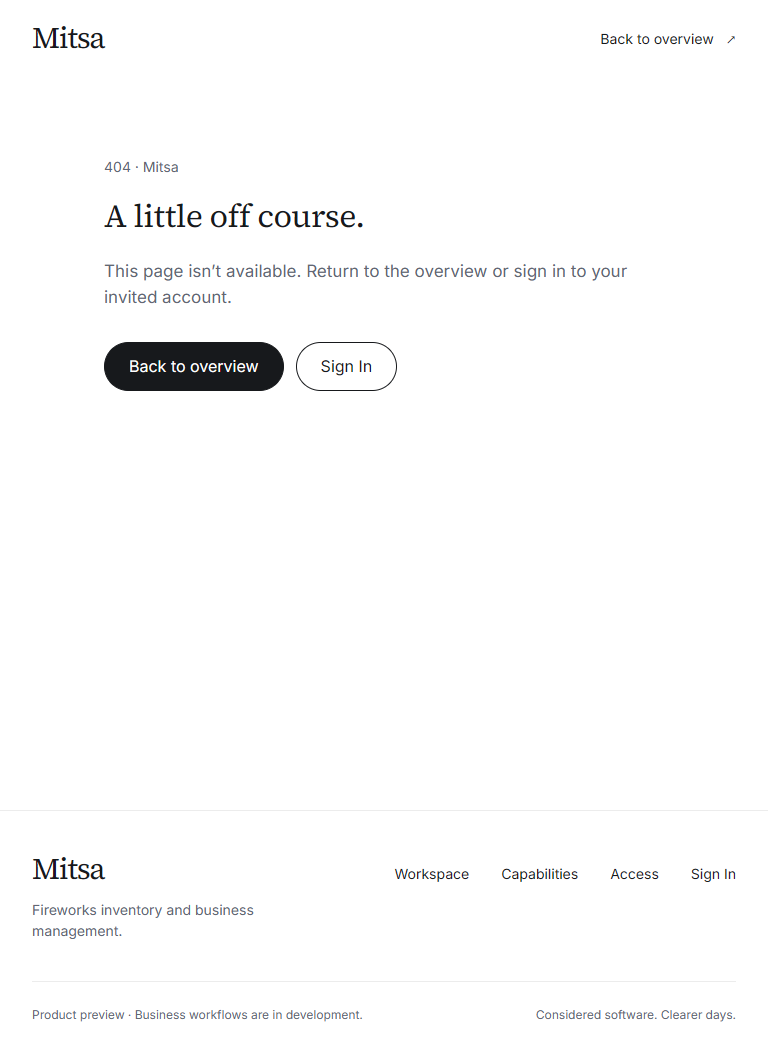 Mitsa
Back to overview ↗
404 · Mitsa
A little off course.
This page isn’t available. Return to the overview or sign in to your
invited account.
Back to overview
Sign In
Mitsa
Workspace
Capabilities
Access
Sign In
Fireworks inventory and business
management.
Product preview · Business workflows are in development.
Considered software. Clearer days.